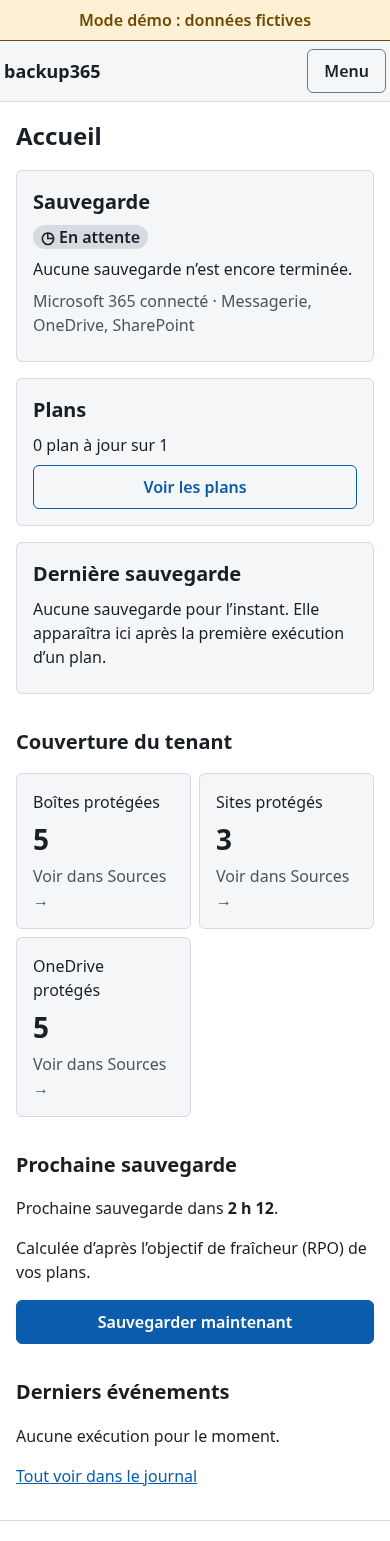 Mode démo : données fictives
backup365
Menu
Accueil
Sauvegarde
◷ En attente
Aucune sauvegarde n’est encore terminée.
Microsoft 365 connecté · Messagerie,
OneDrive, SharePoint
Plans
0 plan à jour sur 1
Voir les plans
Dernière sauvegarde
Aucune sauvegarde pour l’instant. Elle
apparaîtra ici après la première exécution
d’un plan.
Couverture du tenant
Boîtes protégées
5
Voir dans Sources
→
Sites protégés
3
Voir dans Sources
→
OneDrive
protégés
5
Voir dans Sources
→
Prochaine sauvegarde
Prochaine sauvegarde dans 2 h 12.
Calculée d’après l’objectif de fraîcheur (RPO) de
vos plans.
Sauvegarder maintenant
Derniers événements
Aucune exécution pour le moment.
Tout voir dans le journal